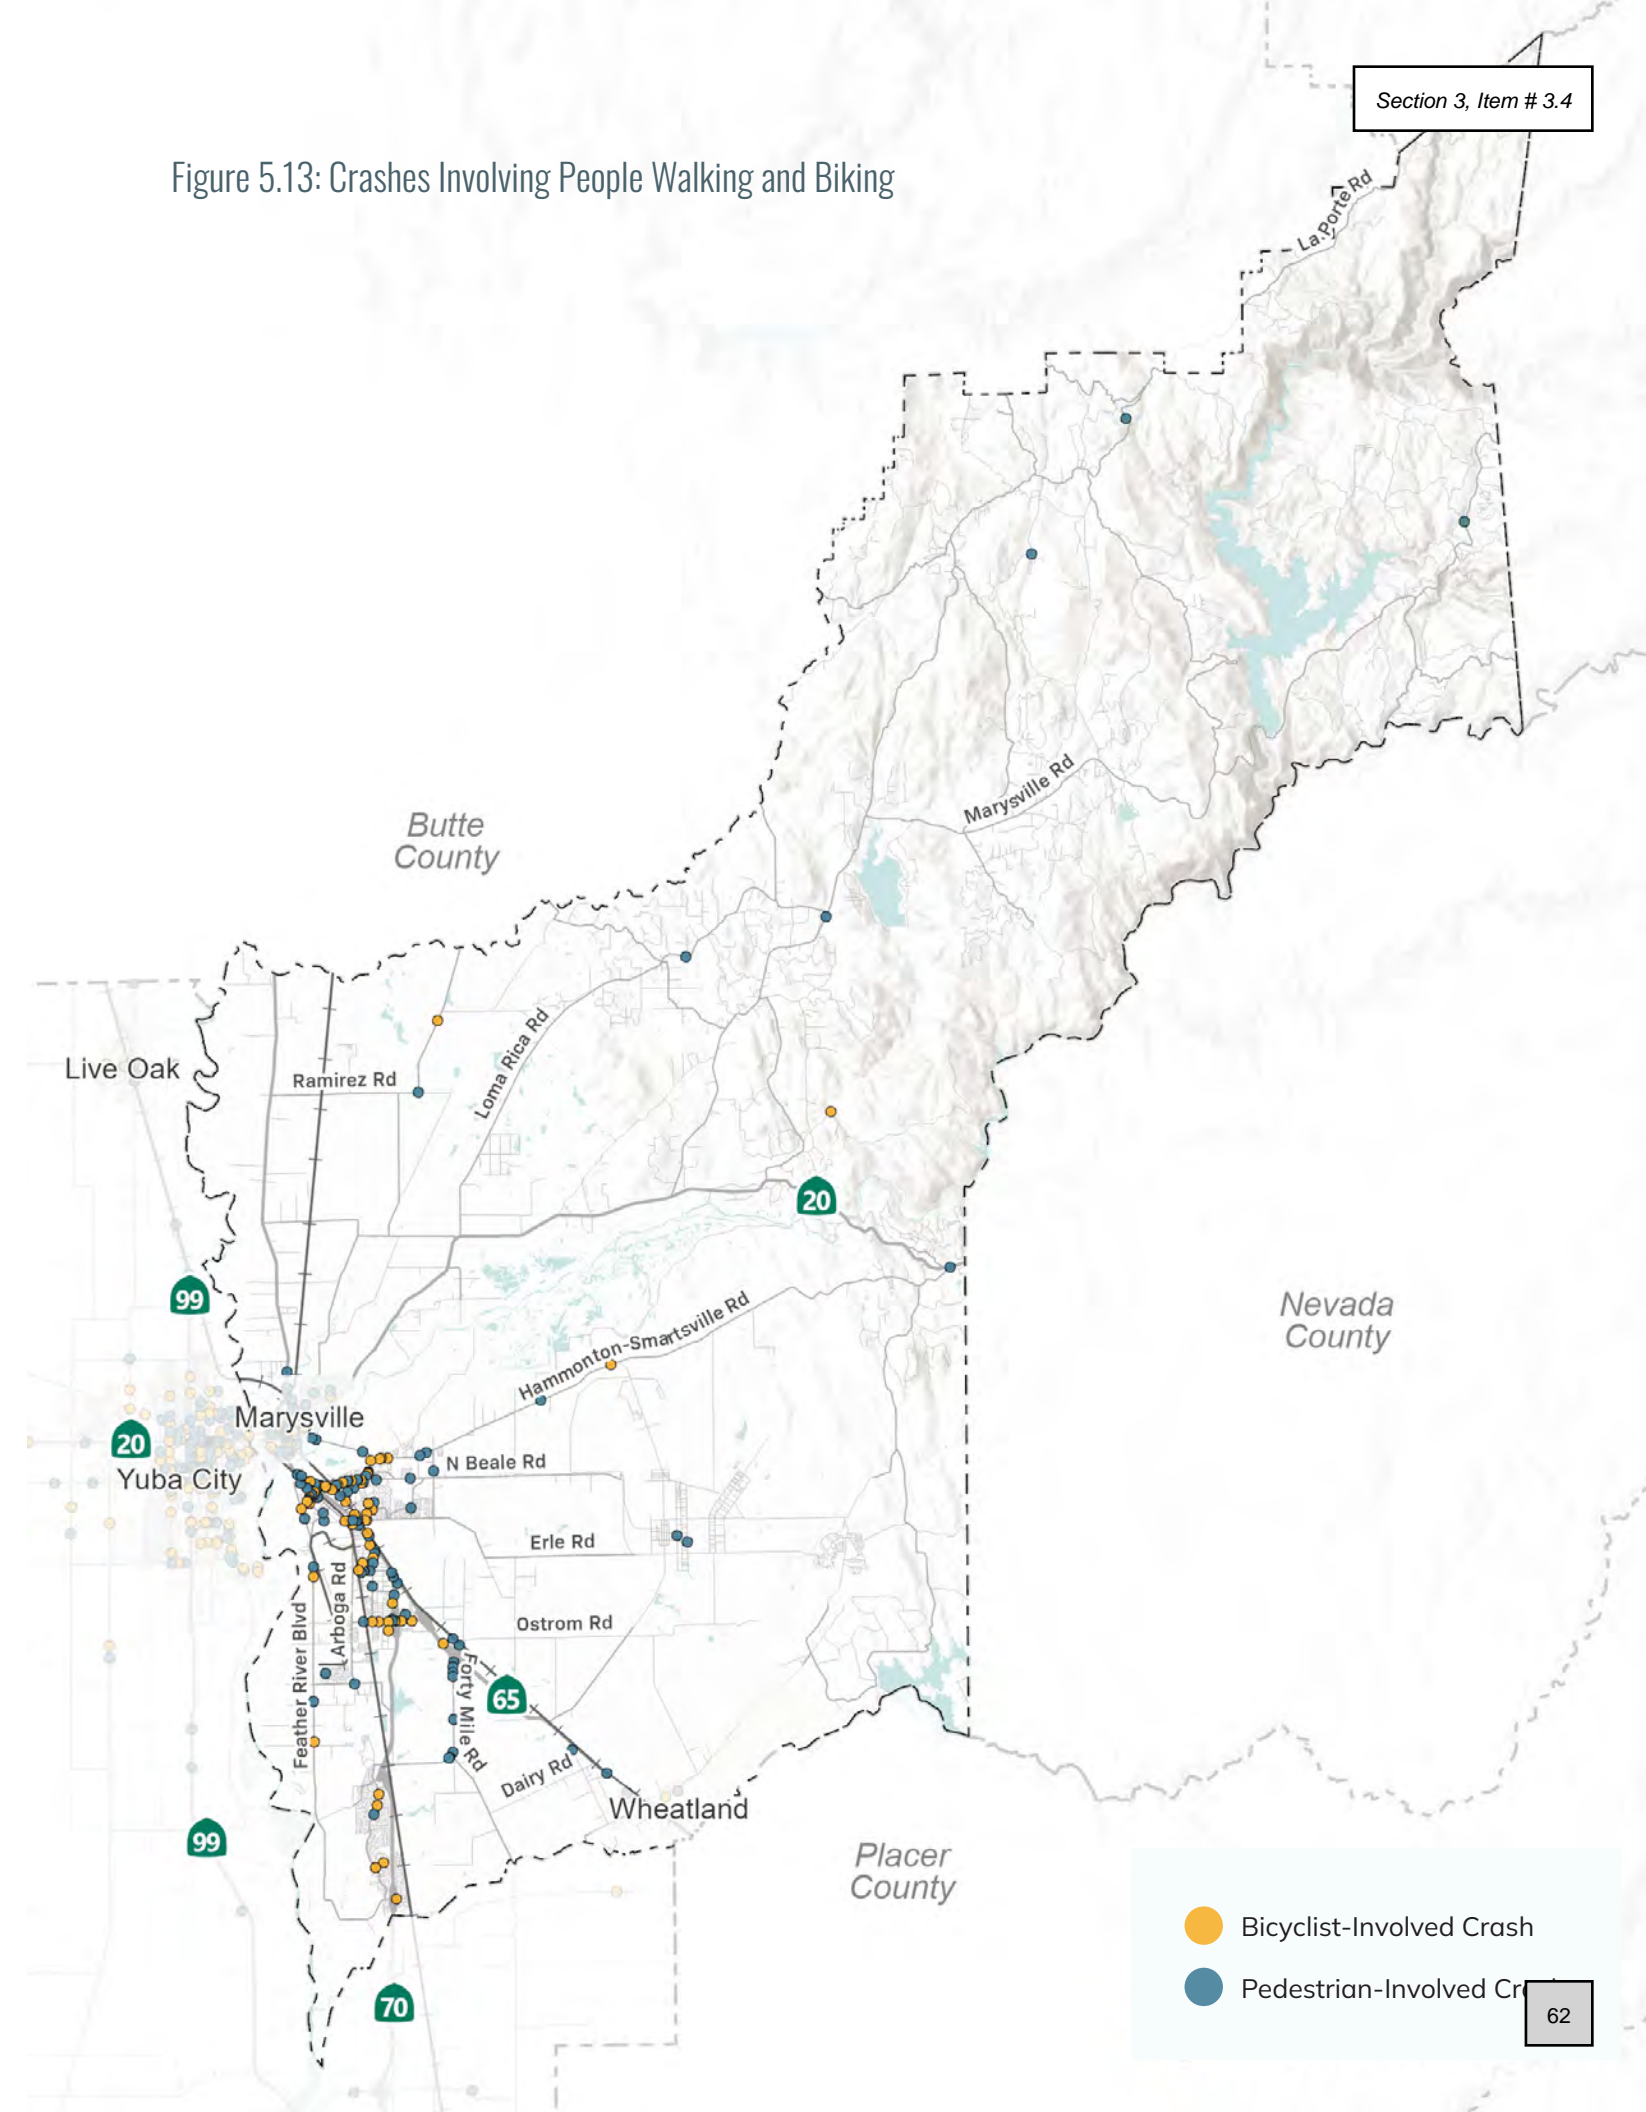 Section 3, Item # 3.4
Figure 5.13: Crashes Involving People Walking and Biking
La Porte Rd
Marysville Rd
Butte
County
Loma Rica Rd
Live Oak
Ramirez Rd
20
99
Nevada
County
Hammonton-Smartsville Rd
Marysville
20
N Beale Rd
Yuba City
Erle Rd
Arboga Rd
Ostrom Rd
Feather River Blvd
Forty Mile Rd
65
Dairy Rd
Wheatland
99
Placer
County
Bicyclist-Involved Crash
Pedestrian-Involved Cr
70
62